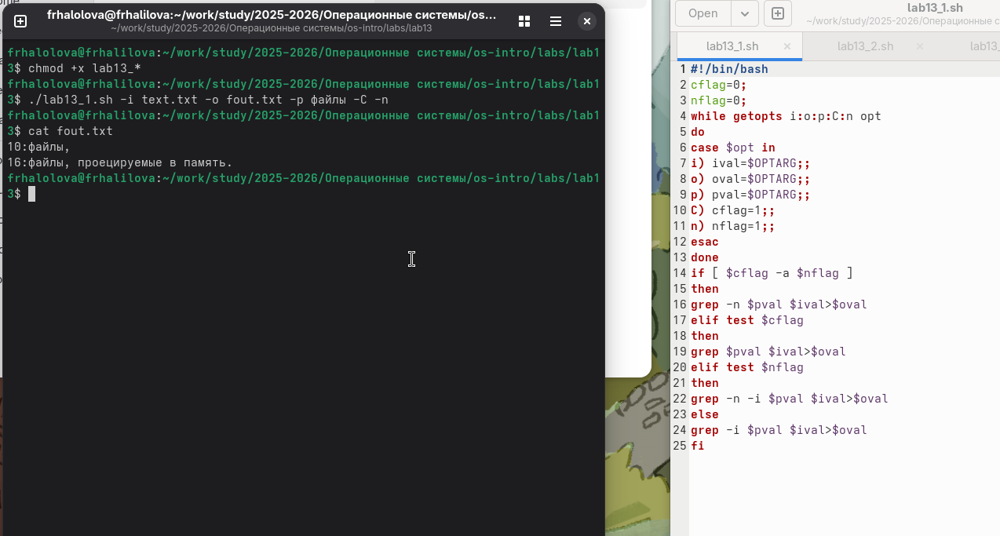 frhalolova@frhalilova:~/work/study/2025-2026/Операционные системы/os...
~/work/study/2025-2026/Операционные системы/os-intro/labs/lab13
frhalolova@frhalilova:~/work/study/2025-2026/Операционные системы/os-intro/labs/lab1
3$ chmod +x lab13_*
frhalolova@frhalilova:~/work/study/2025-2026/Операционные системы/os-intro/labs/lab1
3$ ./lab13_1.sh -i text.txt -o fout.txt -p файлы -C -n
frhalolova@frhalilova:~/work/study/2025-2026/Операционные системы/os-intro/labs/lab1
3$ cat fout.txt
10:файлы,
16:файлы, проецируемые в память.
frhalolova@frhalilova:~/work/study/2025-2026/Операционные системы/os-intro/labs/lab1
3$
Open
lab13_1.sh
~/work/study/2025-2026/Операционные с
lab13_1.sh
lab13_2.sh
lab13_
1 #!/bin/bash
2 cflag=0;
3 nflag=0;
4 while getopts i:o:p:C:n opt
5 do
6 case $opt in
7 i) ival=$OPTARG;;
8 o) oval=$OPTARG;;
9 p) pval=$OPTARG;;
10 C) cflag=1;;
11 n) nflag=1;;
12 esac
13 done
14 if [ $cflag -a $nflag ]
15 then
16 grep -n $pval $ival>$oval
17 elif test $cflag
18 then
19 grep $pval $ival>$oval
20 elif test $nflag
21 then
22 grep -n -i $pval $ival>$oval
23 else
24 grep -i $pval $ival>$oval
25 fi